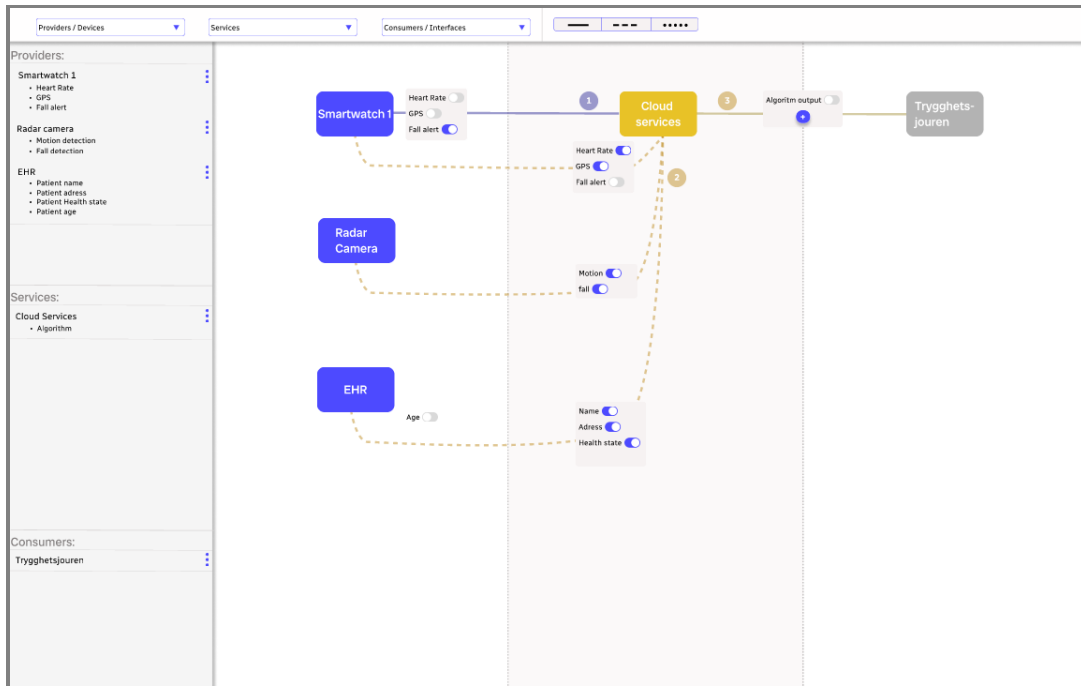 Providers / Devices
Services
Consumers / Interfaces
Providers:
Smartwatch 1
• Heart Rate
• GPS
• Fall alert
Radar camera
• Motion detection
• Fall detection
EHR
• Patient name
• Patient adress
• Patient Health state
• Patient age
Services:
Cloud Services
• Algorithm
Consumers:
Trygghetsjouren
Smartwatch 1
Heart Rate
GPS
Fall alert
1
Cloud
services
3
Algoritm output
+
Trygghets-
jouren
Heart Rate
GPS
Fall alert
2
Radar
Camera
Motion
fall
EHR
Age
Name
Adress
Health state